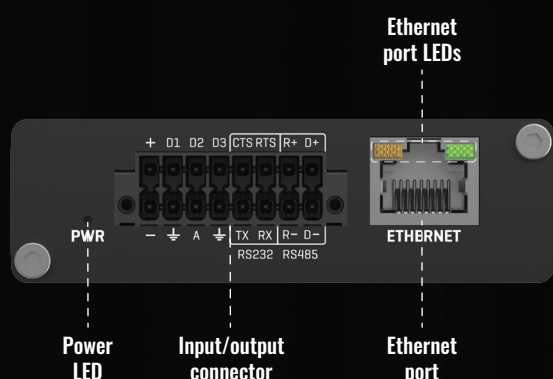 Ethernet
port LEDs
+ D1 D2 D3 CTS RTS R+ D+
PWR
− ⏚ A ⏚ TX RX R− D−
RS232 RS485
ETHERNET
Power
LED
Input/output
connector
Ethernet
port